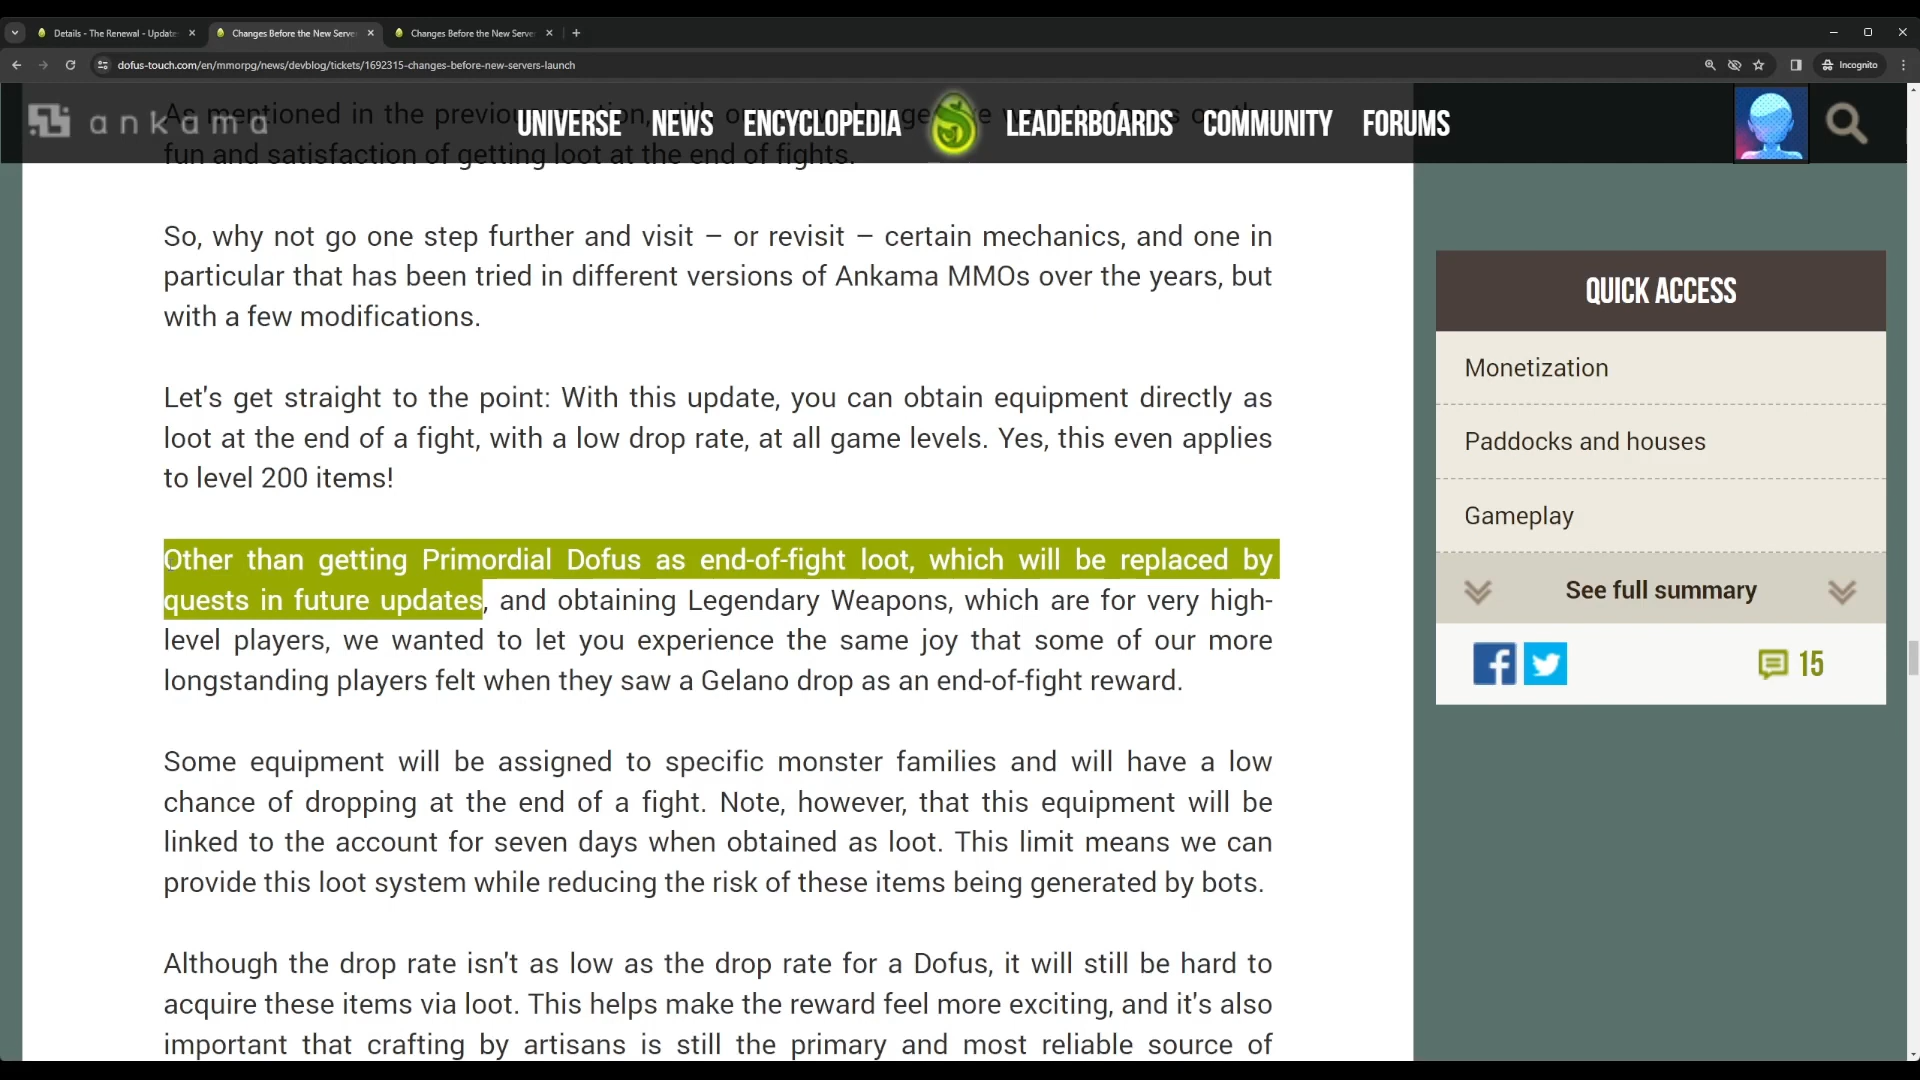 Details - The Renewal - Update
Changes Before the New Serve
Changes Before the New Serve
dofus-touch.com/en/mmorpg/news/devblog/tickets/1692315-changes-before-new-servers-launch
Incognito
ankama
UNIVERSE
NEWS
ENCYCLOPEDIA
LEADERBOARDS
COMMUNITY
FORUMS
As mentioned in the previous
fun and satisfaction of getting loot at the end of fights.
So, why not go one step further and visit – or revisit – certain mechanics, and one in
particular that has been tried in different versions of Ankama MMOs over the years, but
with a few modifications.
Let's get straight to the point: With this update, you can obtain equipment directly as
loot at the end of a fight, with a low drop rate, at all game levels. Yes, this even applies
to level 200 items!
Other than getting Primordial Dofus as end-of-fight loot, which will be replaced by
quests in future updates, and obtaining Legendary Weapons, which are for very high-
level players, we wanted to let you experience the same joy that some of our more
longstanding players felt when they saw a Gelano drop as an end-of-fight reward.
Some equipment will be assigned to specific monster families and will have a low
chance of dropping at the end of a fight. Note, however, that this equipment will be
linked to the account for seven days when obtained as loot. This limit means we can
provide this loot system while reducing the risk of these items being generated by bots.
Although the drop rate isn't as low as the drop rate for a Dofus, it will still be hard to
acquire these items via loot. This helps make the reward feel more exciting, and it's also
important that crafting by artisans is still the primary and most reliable source of
QUICK ACCESS
Monetization
Paddocks and houses
Gameplay
See full summary
15